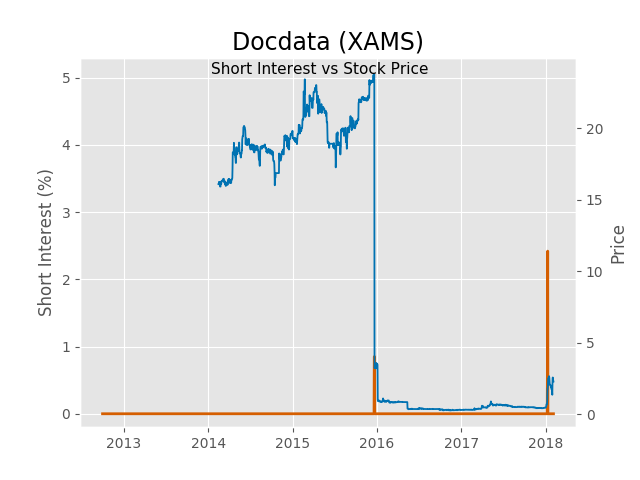 Docdata (XAMS)
Short Interest vs Stock Price
Short Interest (%)
5
4
3
2
1
0
20
15
10
5
0
Price
2013 2014 2015 2016 2017 2018